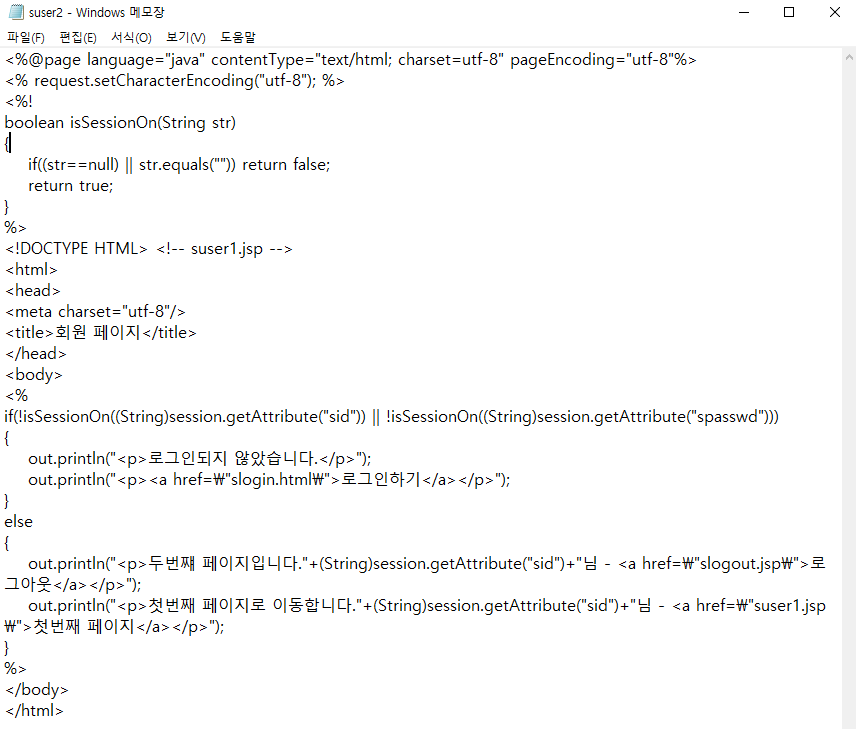 suser2 - Windows 메모장
파일(F) 편집(E) 서식(O) 보기(V) 도움말
<%@page language="java" contentType="text/html; charset=utf-8" pageEncoding="utf-8"%>
<% request.setCharacterEncoding("utf-8"); %>
<%!
boolean isSessionOn(String str)
{
if((str==null) || str.equals("")) return false;
return true;
}
%>
<!DOCTYPE HTML> <!-- suser1.jsp -->
<html>
<head>
<meta charset="utf-8"/>
<title>회원 페이지</title>
</head>
<body>
<%
if(!isSessionOn((String)session.getAttribute("sid")) || !isSessionOn((String)session.getAttribute("spasswd")))
{
out.println("<p>로그인되지 않았습니다.</p>");
out.println("<p><a href=₩"slogin.html₩">로그인하기</a></p>");
}
else
{
out.println("<p>두번째 페이지입니다."+(String)session.getAttribute("sid")+"님 - <a href=₩"slogout.jsp₩">로
그아웃</a></p>");
out.println("<p>첫번째 페이지로 이동합니다."+(String)session.getAttribute("sid")+"님 - <a href=₩"suser1.jsp
₩">첫번째 페이지</a></p>");
}
%>
</body>
</html>